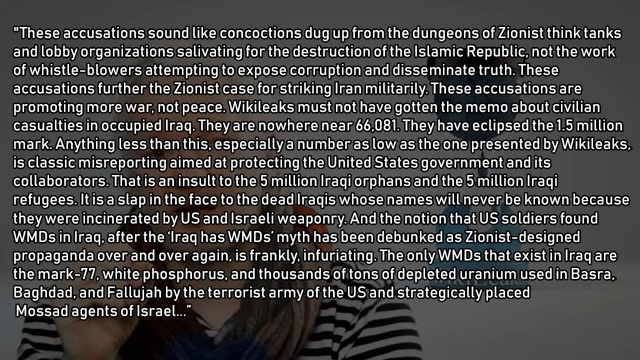 "These accusations sound like concoctions dug up from the dungeons of Zionist think tanks
and lobby organizations salivating for the destruction of the Islamic Republic, not the work
of whistle-blowers attempting to expose corruption and disseminate truth. These
accusations further the Zionist case for striking Iran militarily. These accusations are
promoting more war, not peace. Wikileaks must not have gotten the memo about civilian
casualties in occupied Iraq. They are nowhere near 66,081. They have eclipsed the 1.5 million
mark. Anything less than this, especially a number as low as the one presented by Wikileaks,
is classic misreporting aimed at protecting the United States government and its
collaborators. That is an insult to the 5 million Iraqi orphans and the 5 million Iraqi
refugees. It is a slap in the face to the dead Iraqis whose names will never be known because
they were incinerated by US and Israeli weaponry. And the notion that US soldiers found
WMDs in Iraq, after the ‘Iraq has WMDs’ myth has been debunked as Zionist-designed
propaganda over and over again, is frankly, infuriating. The only WMDs that exist in Iraq are
the mark-77, white phosphorus, and thousands of tons of depleted uranium used in Basra,
Baghdad, and Fallujah by the terrorist army of the US and strategically placed
Mossad agents of Israel...”